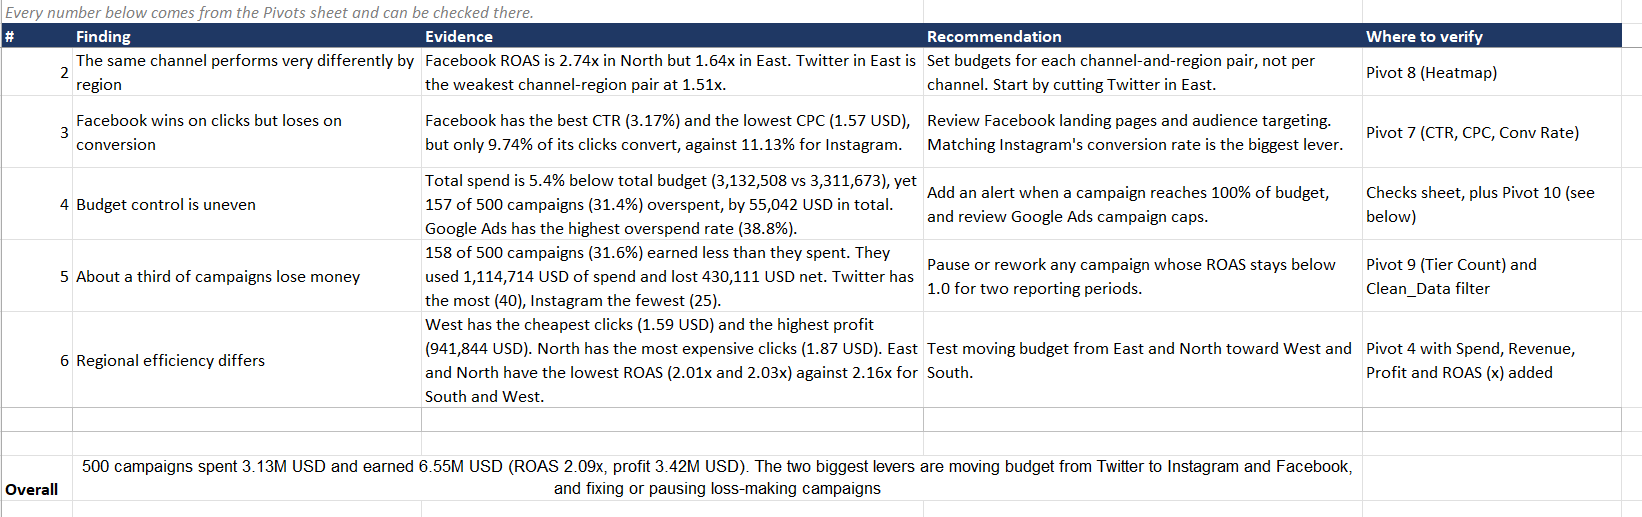 Every number below comes from the Pivots sheet and can be checked there.
# Finding Evidence Recommendation Where to verify
2 The same channel performs very differently by region
Facebook ROAS is 2.74x in North but 1.64x in East. Twitter in East is
the weakest channel-region pair at 1.51x.
Set budgets for each channel-and-region pair, not per
channel. Start by cutting Twitter in East.
Pivot 8 (Heatmap)
3 Facebook wins on clicks but loses on
conversion
Facebook has the best CTR (3.17%) and the lowest CPC (1.57 USD),
but only 9.74% of its clicks convert, against 11.13% for Instagram.
Review Facebook landing pages and audience targeting.
Matching Instagram's conversion rate is the biggest lever.
Pivot 7 (CTR, CPC, Conv Rate)
4 Budget control is uneven
Total spend is 5.4% below total budget (3,132,508 vs 3,311,673), yet
157 of 500 campaigns (31.4%) overspent, by 55,042 USD in total.
Google Ads has the highest overspend rate (38.8%).
Add an alert when a campaign reaches 100% of budget,
and review Google Ads campaign caps.
Checks sheet, plus Pivot 10 (see
below)
5 About a third of campaigns lose money
158 of 500 campaigns (31.6%) earned less than they spent. They
used 1,114,714 USD of spend and lost 430,111 USD net. Twitter has
the most (40), Instagram the fewest (25).
Pause or rework any campaign whose ROAS stays below
1.0 for two reporting periods.
Pivot 9 (Tier Count) and
Clean_Data filter
6 Regional efficiency differs
West has the cheapest clicks (1.59 USD) and the highest profit
(941,844 USD). North has the most expensive clicks (1.87 USD). East
and North have the lowest ROAS (2.01x and 2.03x) against 2.16x for
South and West.
Test moving budget from East and North toward West and
South.
Pivot 4 with Spend, Revenue,
Profit and ROAS (x) added
Overall
500 campaigns spent 3.13M USD and earned 6.55M USD (ROAS 2.09x, profit 3.42M USD). The two biggest levers are moving budget from Twitter to Instagram and Facebook,
and fixing or pausing loss-making campaigns